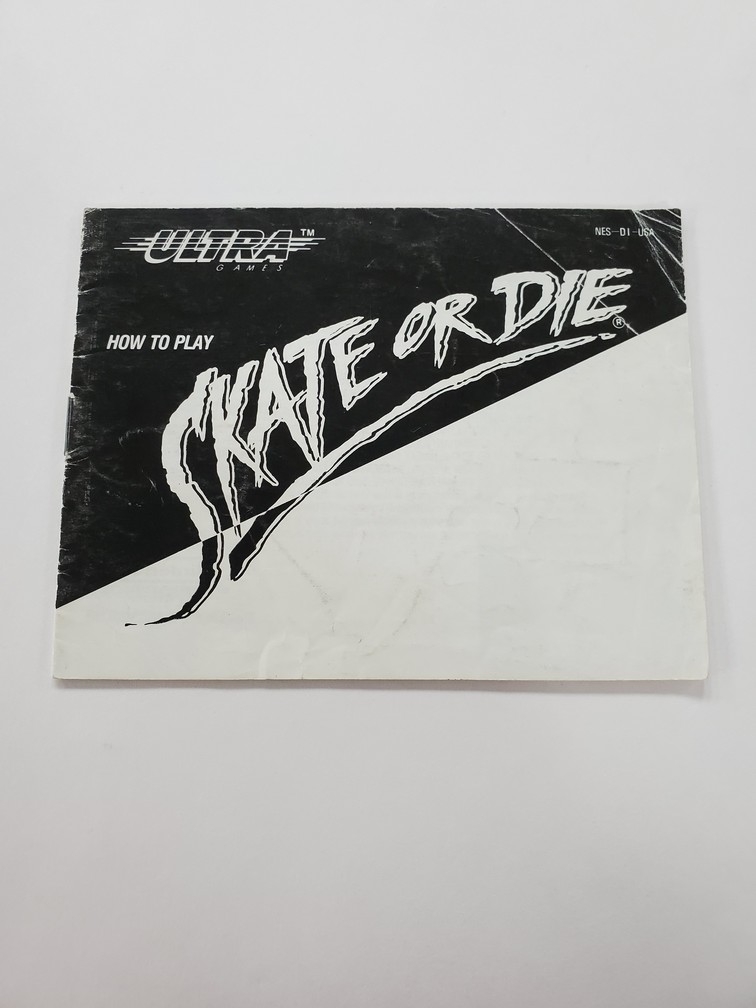 ULTRA™
GAMES
NES-DI-USA
HOW TO PLAY
SKATE OR DIE®